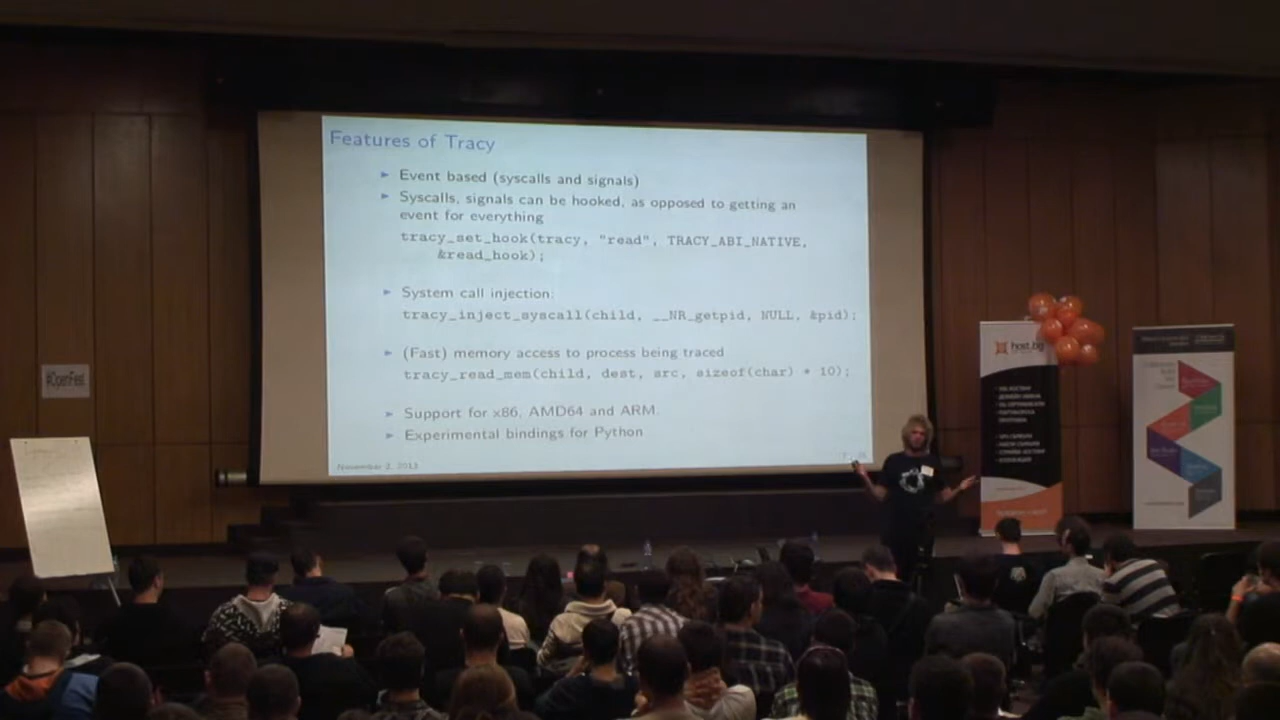 Features of Tracy
Event based (syscalls and signals)
Syscalls, signals can be hooked, as opposed to getting an
event for everything
tracy_set_hook(tracy, "read", TRACY_ABI_NATIVE,
&read_hook);
System call injection:
tracy_inject_syscall(child, __NR_getpid, NULL, &pid);
(Fast) memory access to process being traced
tracy_read_mem(child, dest, src, sizeof(char) * 10);
Support for x86, AMD64 and ARM.
Experimental bindings for Python
November 2, 2013
#OpenFest
host.bg